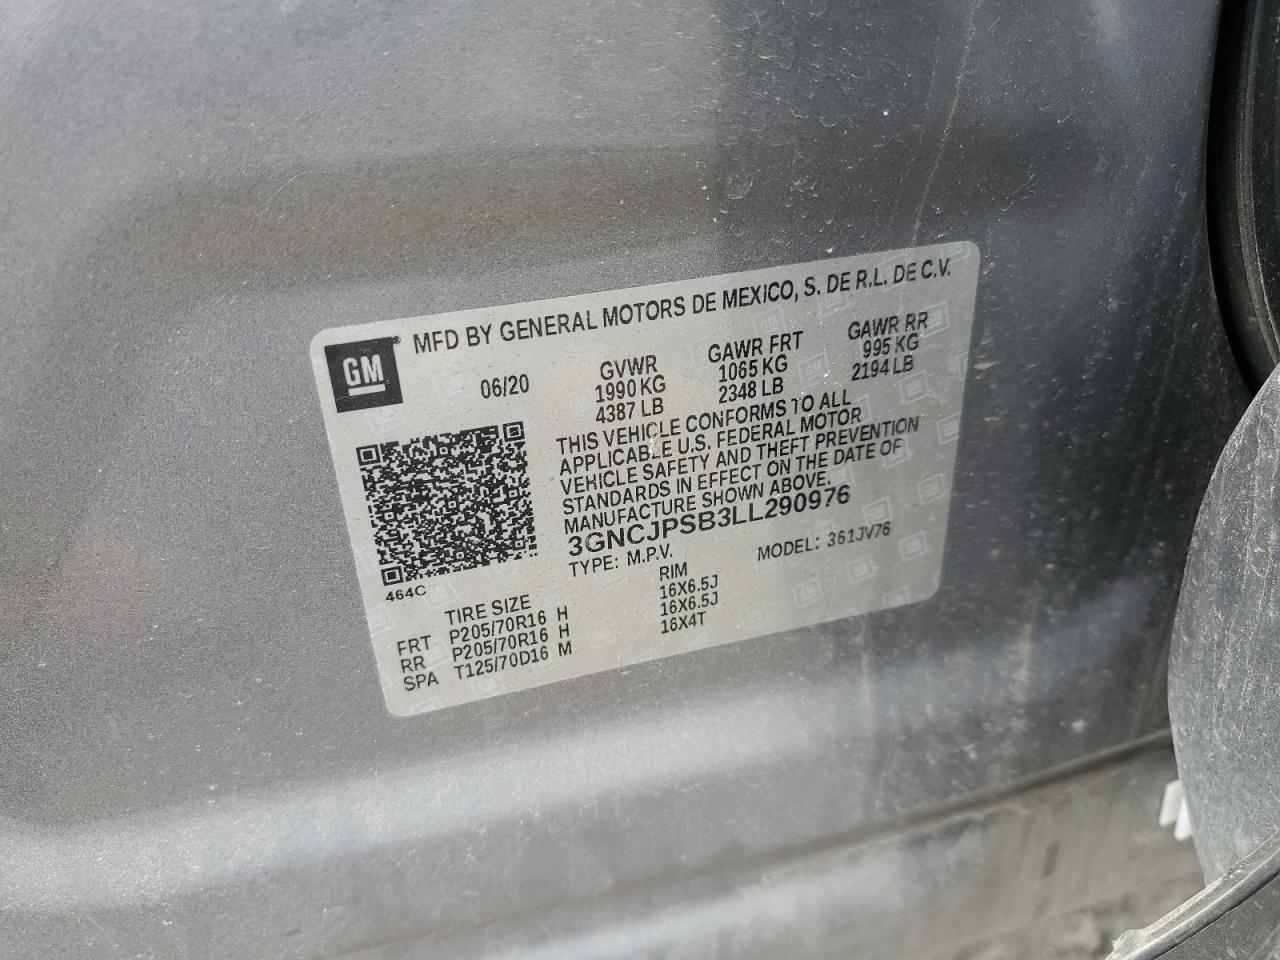 MFD BY GENERAL MOTORS DE MEXICO, S. DE R.L. DE C.V.
GM®
06/20 GVWR GAWR FRT GAWR RR
1990 KG 1065 KG 995 KG
4387 LB 2348 LB 2194 LB
THIS VEHICLE CONFORMS TO ALL
APPLICABLE U.S. FEDERAL MOTOR
VEHICLE SAFETY AND THEFT PREVENTION
STANDARDS IN EFFECT ON THE DATE OF
MANUFACTURE SHOWN ABOVE.
3GNCJPSB3LL290976
TYPE: M.P.V. MODEL: 361JV76
464C
TIRE SIZE RIM
FRT P205/70R16 H 16X6.5J
RR P205/70R16 H 16X6.5J
SPA T125/70D16 M 16X4T